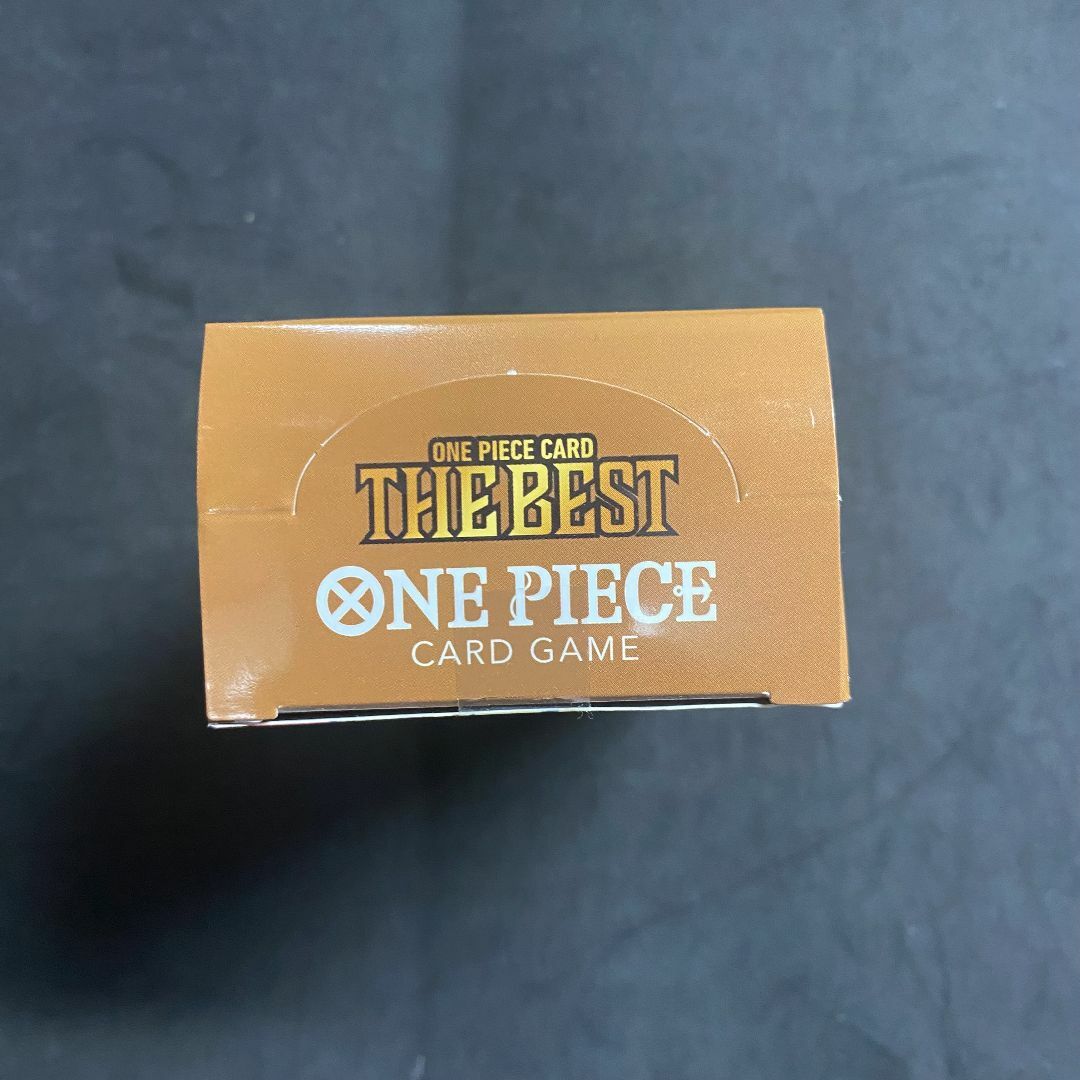 ONE PIECE CARD
THE BEST
ONE PIECE
CARD GAME